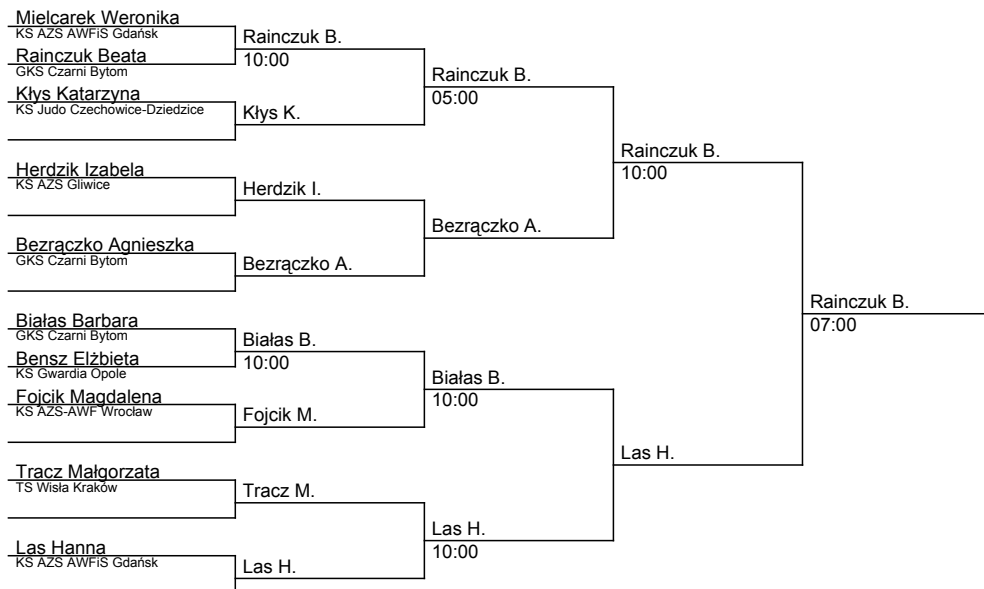 Mielcarek Weronika
KS AZS AWFiS Gdańsk
Rainczuk B.
10:00
Rainczuk Beata
GKS Czarni Bytom
Rainczuk B.
05:00
Kłys Katarzyna
KS Judo Czechowice-Dziedzice
Kłys K.
Rainczuk B.
10:00
Herdzik Izabela
KS AZS Gliwice
Herdzik I.
Bezrączko A.
Bezrączko Agnieszka
GKS Czarni Bytom
Bezrączko A.
Rainczuk B.
07:00
Białas Barbara
GKS Czarni Bytom
Białas B.
10:00
Bensz Elżbieta
KS Gwardia Opole
Białas B.
10:00
Fojcik Magdalena
KS AZS-AWF Wrocław
Fojcik M.
Las H.
Tracz Małgorzata
TS Wisła Kraków
Tracz M.
Las H.
10:00
Las Hanna
KS AZS AWFiS Gdańsk
Las H.